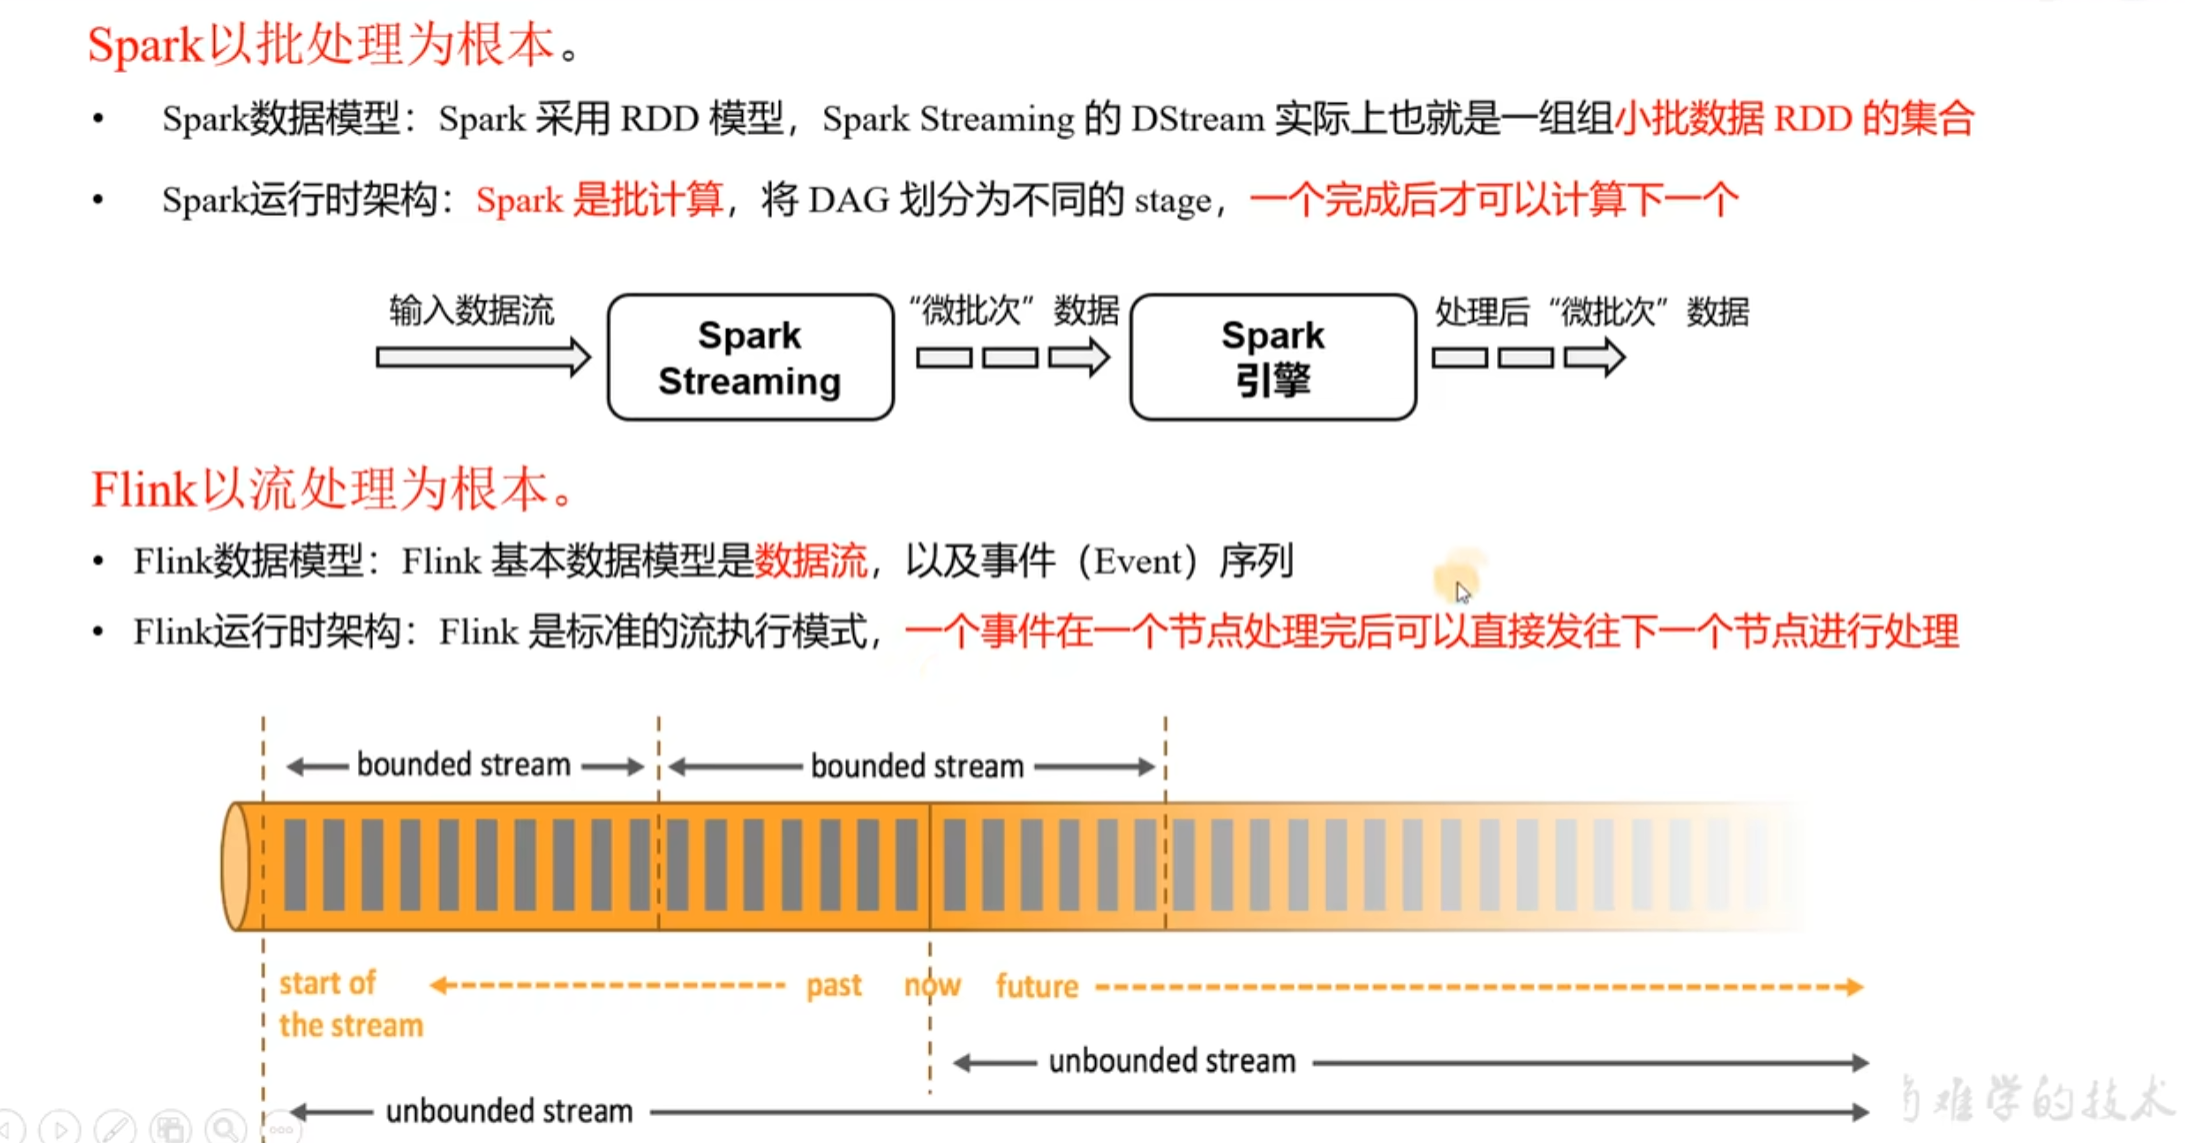 Spark以批处理为根本。
• Spark数据模型：Spark 采用 RDD 模型，Spark Streaming 的 DStream 实际上也就是一组组小批数据 RDD 的集合
• Spark运行时架构：Spark 是批计算，将 DAG 划分为不同的 stage，一个完成后才可以计算下一个
输入数据流
Spark
Streaming
“微批次”数据
Spark
引擎
处理后“微批次”数据
Flink以流处理为根本。
• Flink数据模型：Flink 基本数据模型是数据流，以及事件（Event）序列
• Flink运行时架构：Flink 是标准的流执行模式，一个事件在一个节点处理完后可以直接发往下一个节点进行处理
bounded stream
bounded stream
start of
the stream
past
now
future
unbounded stream
unbounded stream
难学的技术